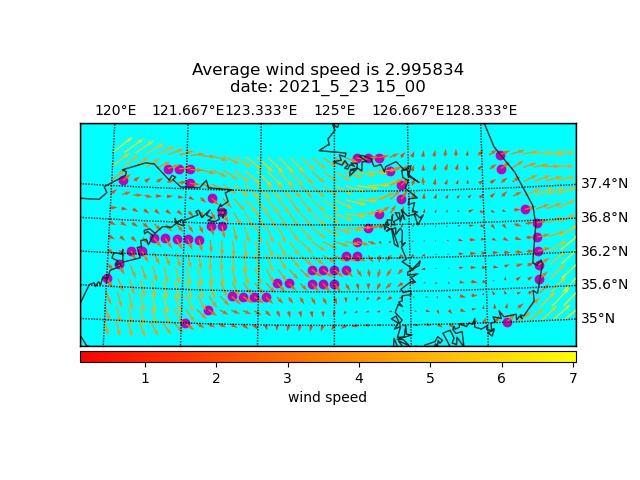 Average wind speed is 2.995834
date: 2021_5_23 15_00
120°E 121.667°E 123.333°E 125°E 126.667°E 128.333°E
37.4°N
36.8°N
36.2°N
35.6°N
35°N
1 2 3 4 5 6 7
wind speed